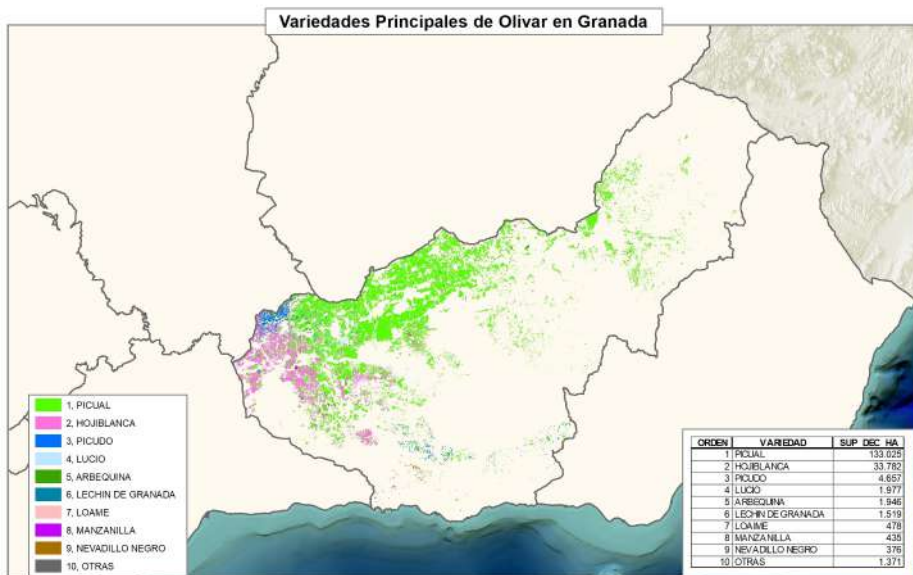 Variedades Principales de Olivar en Granada
1, PICUAL
2, HOJIBLANCA
3, PICUDO
4, LUCIO
5, ARBEQUINA
6, LECHIN DE GRANADA
7, LOAME
8, MANZANILLA
9, NEVADILLO NEGRO
10, OTRAS
ORDEN VARIEDAD SUP DEC HA
1 PICUAL 133.025
2 HOJIBLANCA 33.782
3 PICUDO 4.657
4 LUCIO 1.977
5 ARBEQUINA 1.946
6 LECHIN DE GRANADA 1.519
7 LOAIME 478
8 MANZANILLA 435
9 NEVADILLO NEGRO 376
10 OTRAS 1.371